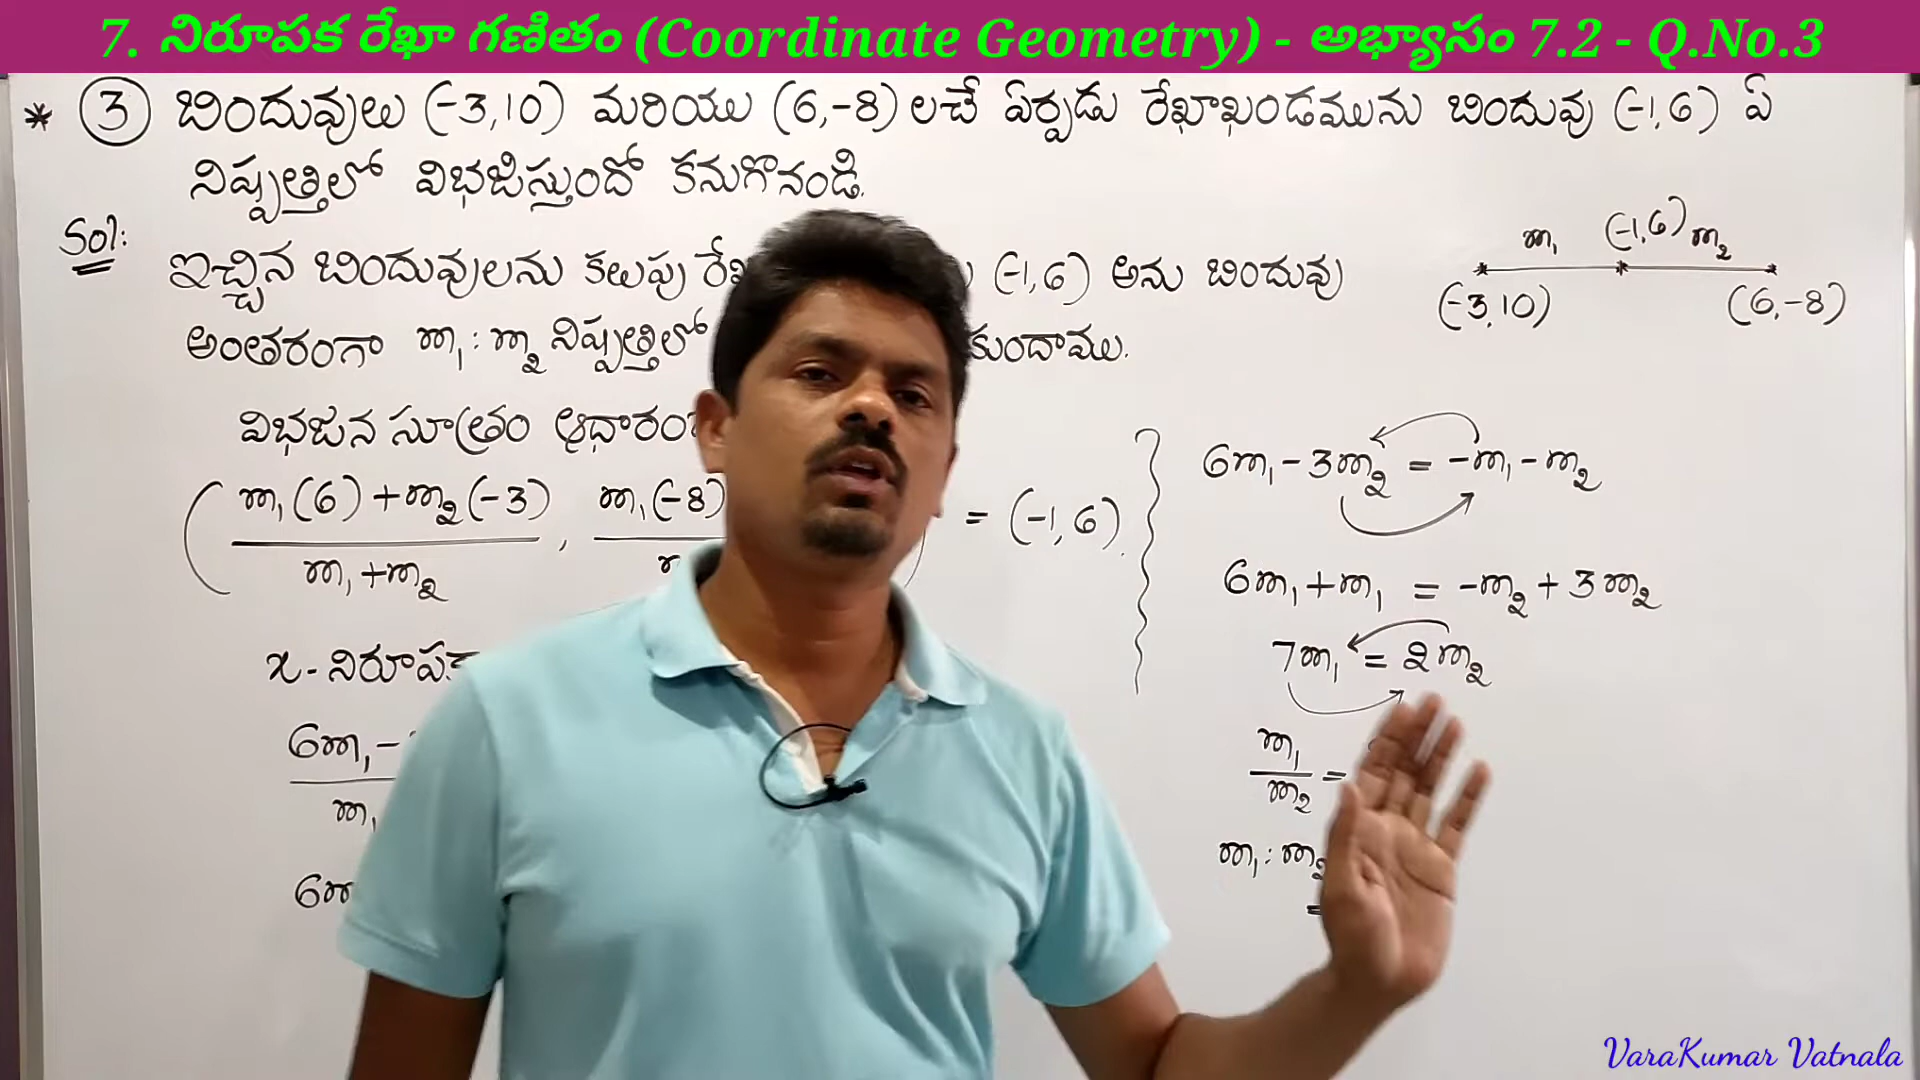 7. నిరూపక రేఖా గణితం (Coordinate Geometry) - అభ్యాసం 7.2 - Q.No.3
* ③ బిందువులు (-3,10) మరియు (6,-8) లచే ఏర్పడు రేఖాఖండమును బిందువు (-1,6) ఏ
నిష్పత్తిలో విభజిస్తుందో కనుగొనండి.
Sol:
ఇచ్చిన బిందువులను కలుపు (-1,6) అను బిందువు
అంతరంగా m₁ : m₂ నిష్పత్తిలో
విభజన సూత్రం
(m₁(6) + m₂(-3) / m₁ + m₂ , m₁(-8) = (-1,6).
x -
6m₁ -
m₁
m₁ (-1,6) m₂
(-3,10) (6,-8)
6m₁ - 3m₂ = -m₁ - m₂
6m₁ + m₁ = -m₂ + 3m₂
7m₁ = 2m₂
m₁ / m₂ =
m₁ : m₂
=
VaraKumar Vatnala